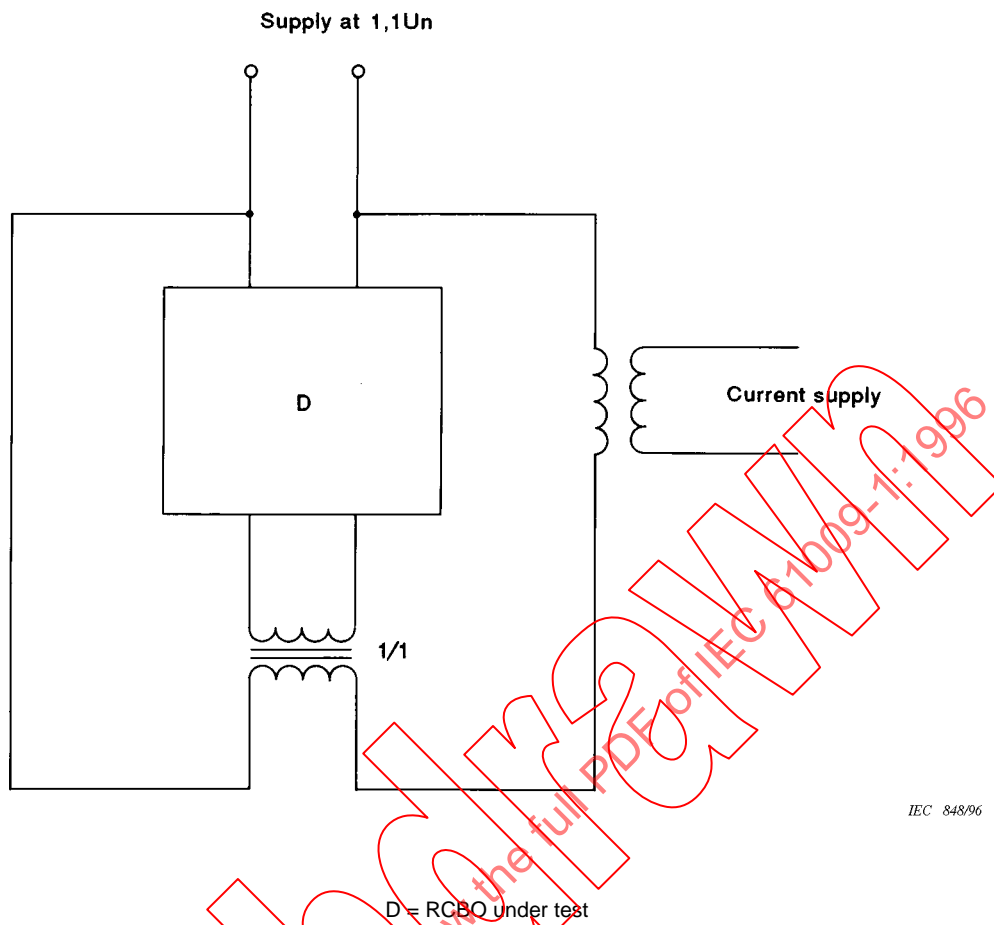 Supply at 1,1Un
D
Current supply
1/1
IEC 848/96
D = RCBO under test
w the full PDF of IEC 61009-1:1996
hdrawn